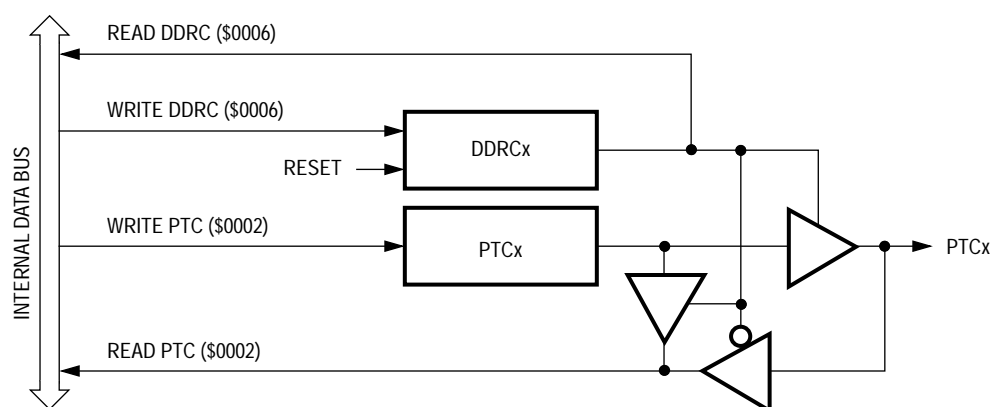 READ DDRC ($0006)
WRITE DDRC ($0006)
DDRCx
RESET
INTERNAL DATA BUS
WRITE PTC ($0002)
PTCx
PTCx
READ PTC ($0002)